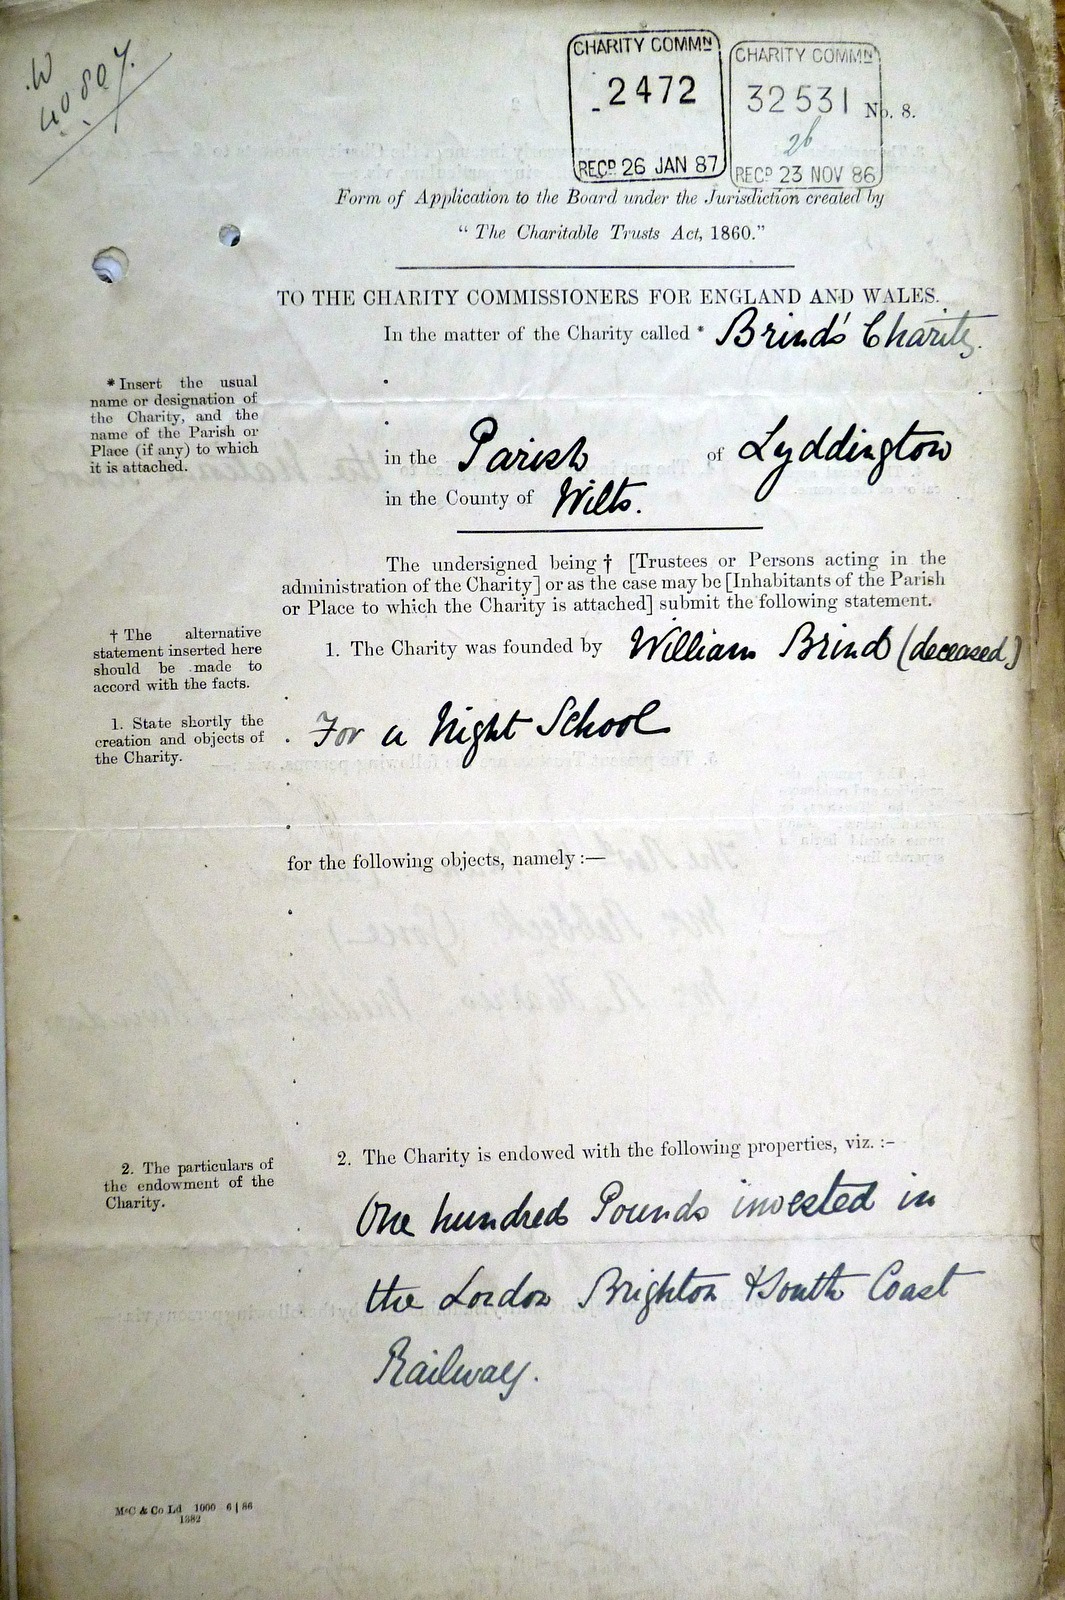 W
40.807.
CHARITY COMMN
2472
RECD 26 JAN 87
CHARITY COMMN
32531
26
RECD 23 NOV 86
No. 8.
Form of Application to the Board under the Jurisdiction created by
“ The Charitable Trusts Act, 1860.”
TO THE CHARITY COMMISSIONERS FOR ENGLAND AND WALES.
In the matter of the Charity called * Brind's Charity.
* Insert the usual
name or designation of
the Charity, and the
name of the Parish or
Place (if any) to which
it is attached.
in the Parish of Lyddington
in the County of Wilts.
The undersigned being † [Trustees or Persons acting in the
administration of the Charity] or as the case may be [Inhabitants of the Parish
or Place to which the Charity is attached] submit the following statement.
† The alternative
statement inserted here
should be made to
accord with the facts.
1. The Charity was founded by William Brind (deceased)
1. State shortly the
creation and objects of
the Charity.
For a Night School
for the following objects, namely :—
2. The particulars of
the endowment of the
Charity.
2. The Charity is endowed with the following properties, viz. :-
One hundred Pounds invested in
the London Brighton & South Coast
Railway.
McC & Co Ld 1000 6 | 86
1382